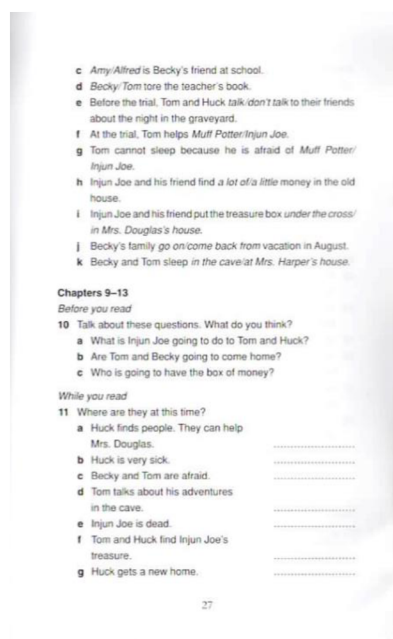 c Amy/Alfred is Becky's friend at school.
d Becky/Tom tore the teacher's book.
e Before the trial, Tom and Huck talk/don't talk to their friends
about the night in the graveyard.
f At the trial, Tom helps Muff Potter/Injun Joe.
g Tom cannot sleep because he is afraid of Muff Potter/
Injun Joe.
h Injun Joe and his friend find a lot of/a little money in the old
house.
i Injun Joe and his friend put the treasure box under the cross/
in Mrs. Douglas's house.
j Becky's family go on/come back from vacation in August.
k Becky and Tom sleep in the cave/at Mrs. Harper's house.
Chapters 9–13
Before you read
10 Talk about these questions. What do you think?
a What is Injun Joe going to do to Tom and Huck?
b Are Tom and Becky going to come home?
c Who is going to have the box of money?
While you read
11 Where are they at this time?
a Huck finds people. They can help
Mrs. Douglas. ........................
b Huck is very sick. ........................
c Becky and Tom are afraid. ........................
d Tom talks about his adventures
in the cave. ........................
e Injun Joe is dead. ........................
f Tom and Huck find Injun Joe's
treasure. ........................
g Huck gets a new home. ........................
27